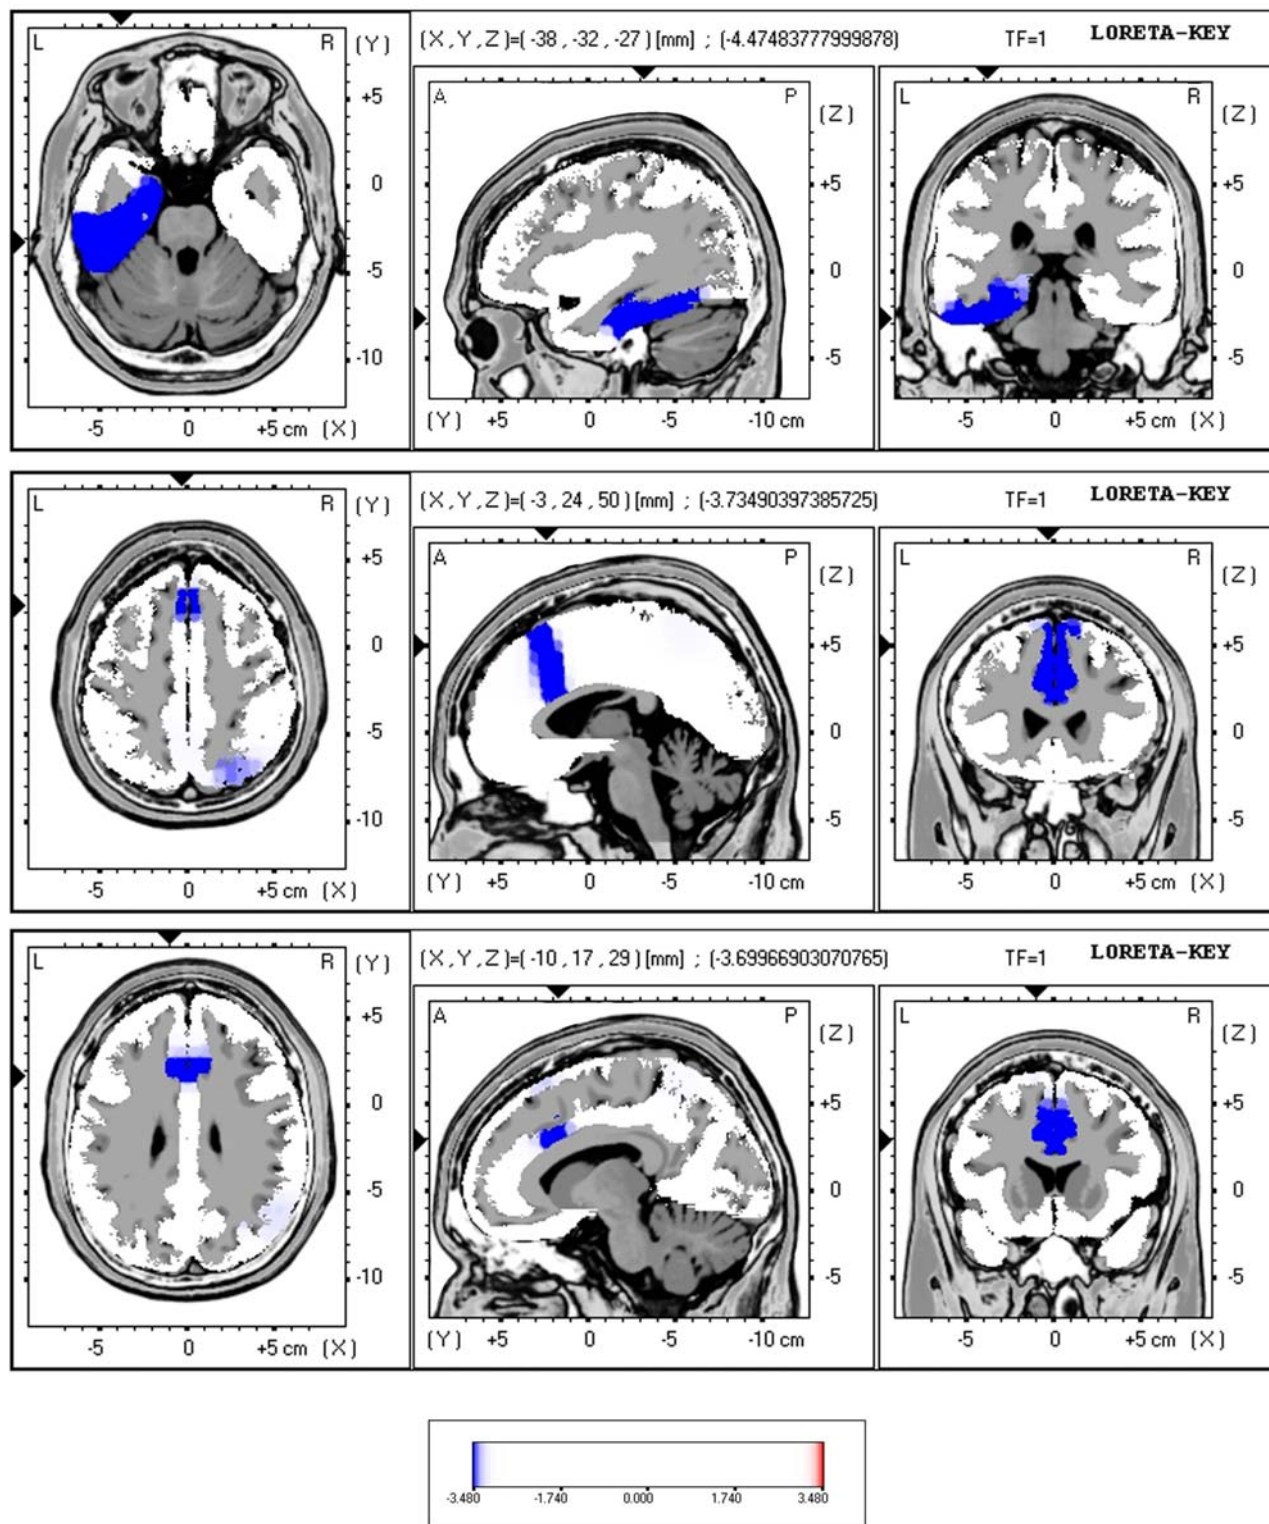 L R (Y) (X,Y,Z)=(-38,-32,-27)[mm] ; (-4.47483777999878) TF=1 LORETA-KEY
A P (Z) L R (Z)
+5 +5 +5
0 0 0
-5 -5 -5
-10
-5 0 +5 cm (X) (Y) +5 0 -5 -10 cm -5 0 +5 cm (X)
L R (Y) (X,Y,Z)=(-3,24,50)[mm] ; (-3.73490397385725) TF=1 LORETA-KEY
A P (Z) L R (Z)
+5 +5 +5
0 0 0
-5 -5 -5
-10
-5 0 +5 cm (X) (Y) +5 0 -5 -10 cm -5 0 +5 cm (X)
L R (Y) (X,Y,Z)=(-10,17,29)[mm] ; (-3.69966903070765) TF=1 LORETA-KEY
A P (Z) L R (Z)
+5 +5 +5
0 0 0
-5 -5 -5
-10
-5 0 +5 cm (X) (Y) +5 0 -5 -10 cm -5 0 +5 cm (X)
-3.480 -1.740 0.000 1.740 3.480